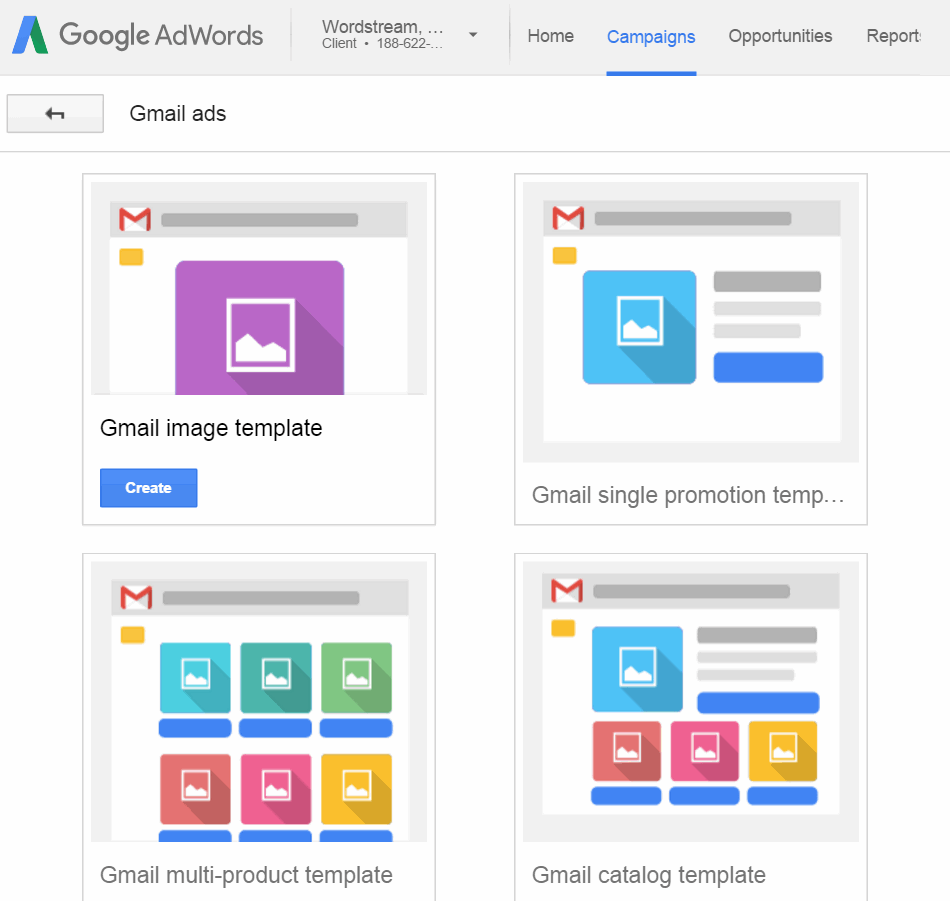 Google AdWords
Wordstream, ...
Client • 188-622-...
Home
Campaigns
Opportunities
Report
Gmail ads
Gmail image template
Create
Gmail single promotion temp...
Gmail multi-product template
Gmail catalog template